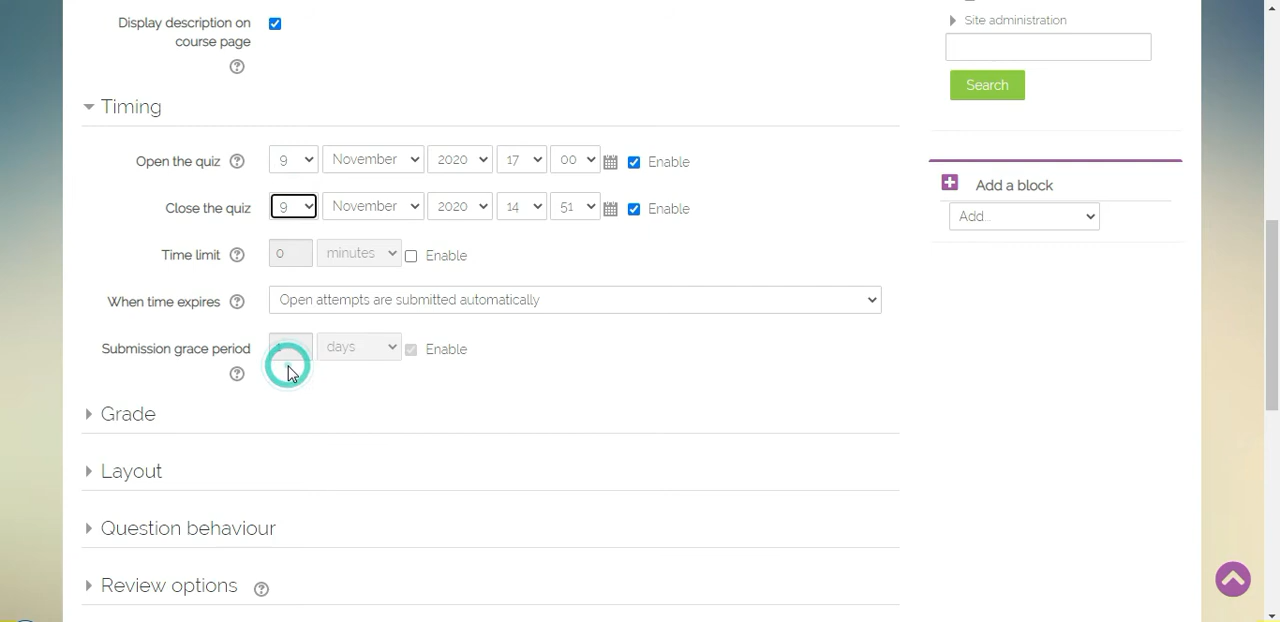 Display description on
course page
Site administration
Search
Timing
Open the quiz 9 November 2020 17 00 Enable
Close the quiz 9 November 2020 14 51 Enable
Time limit 0 minutes Enable
When time expires Open attempts are submitted automatically
Submission grace period days Enable
Grade
Layout
Question behaviour
Review options
Add a block
Add...